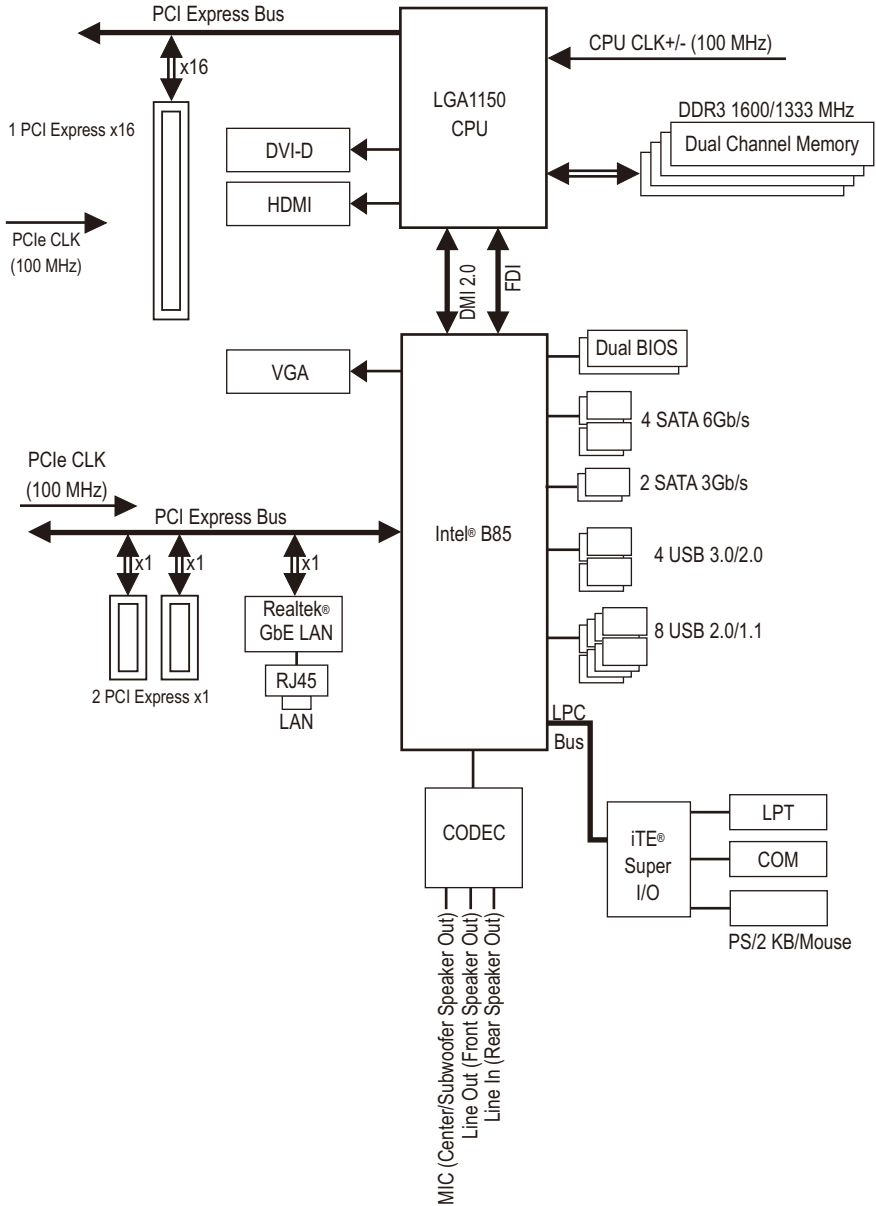 PCI Express Bus
x16
1 PCI Express x16
PCIe CLK
(100 MHz)
LGA1150
CPU
CPU CLK+/- (100 MHz)
DDR3 1600/1333 MHz
Dual Channel Memory
DVI-D
HDMI
DMI 2.0
FDI
VGA
Dual BIOS
4 SATA 6Gb/s
2 SATA 3Gb/s
4 USB 3.0/2.0
8 USB 2.0/1.1
Intel® B85
PCIe CLK
(100 MHz)
PCI Express Bus
x1
x1
x1
2 PCI Express x1
Realtek®
GbE LAN
RJ45
LAN
LPC
Bus
CODEC
iTE®
Super
I/O
LPT
COM
PS/2 KB/Mouse
MIC (Center/Subwoofer Speaker Out)
Line Out (Front Speaker Out)
Line In (Rear Speaker Out)